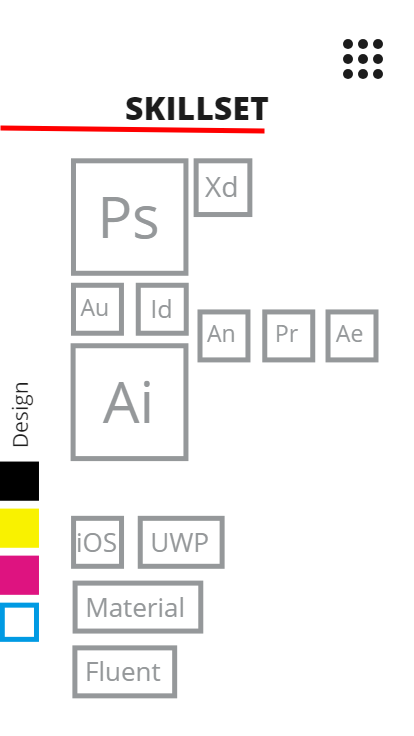 SKILLSET
Ps
Xd
Au
Id
An
Pr
Ae
Ai
Design
iOS
UWP
Material
Fluent